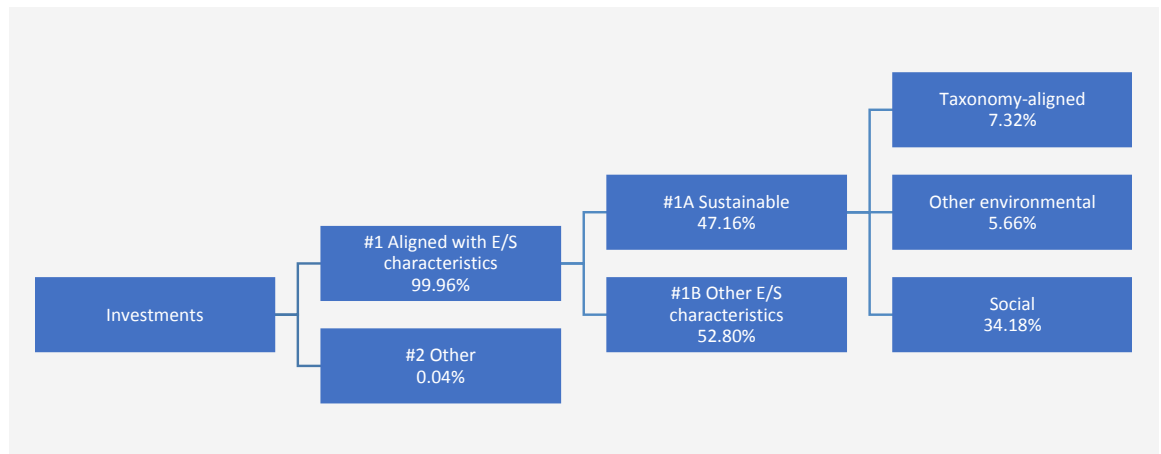 Investments
#1 Aligned with E/S
characteristics
99.96%
#2 Other
0.04%
#1A Sustainable
47.16%
#1B Other E/S
characteristics
52.80%
Taxonomy-aligned
7.32%
Other environmental
5.66%
Social
34.18%